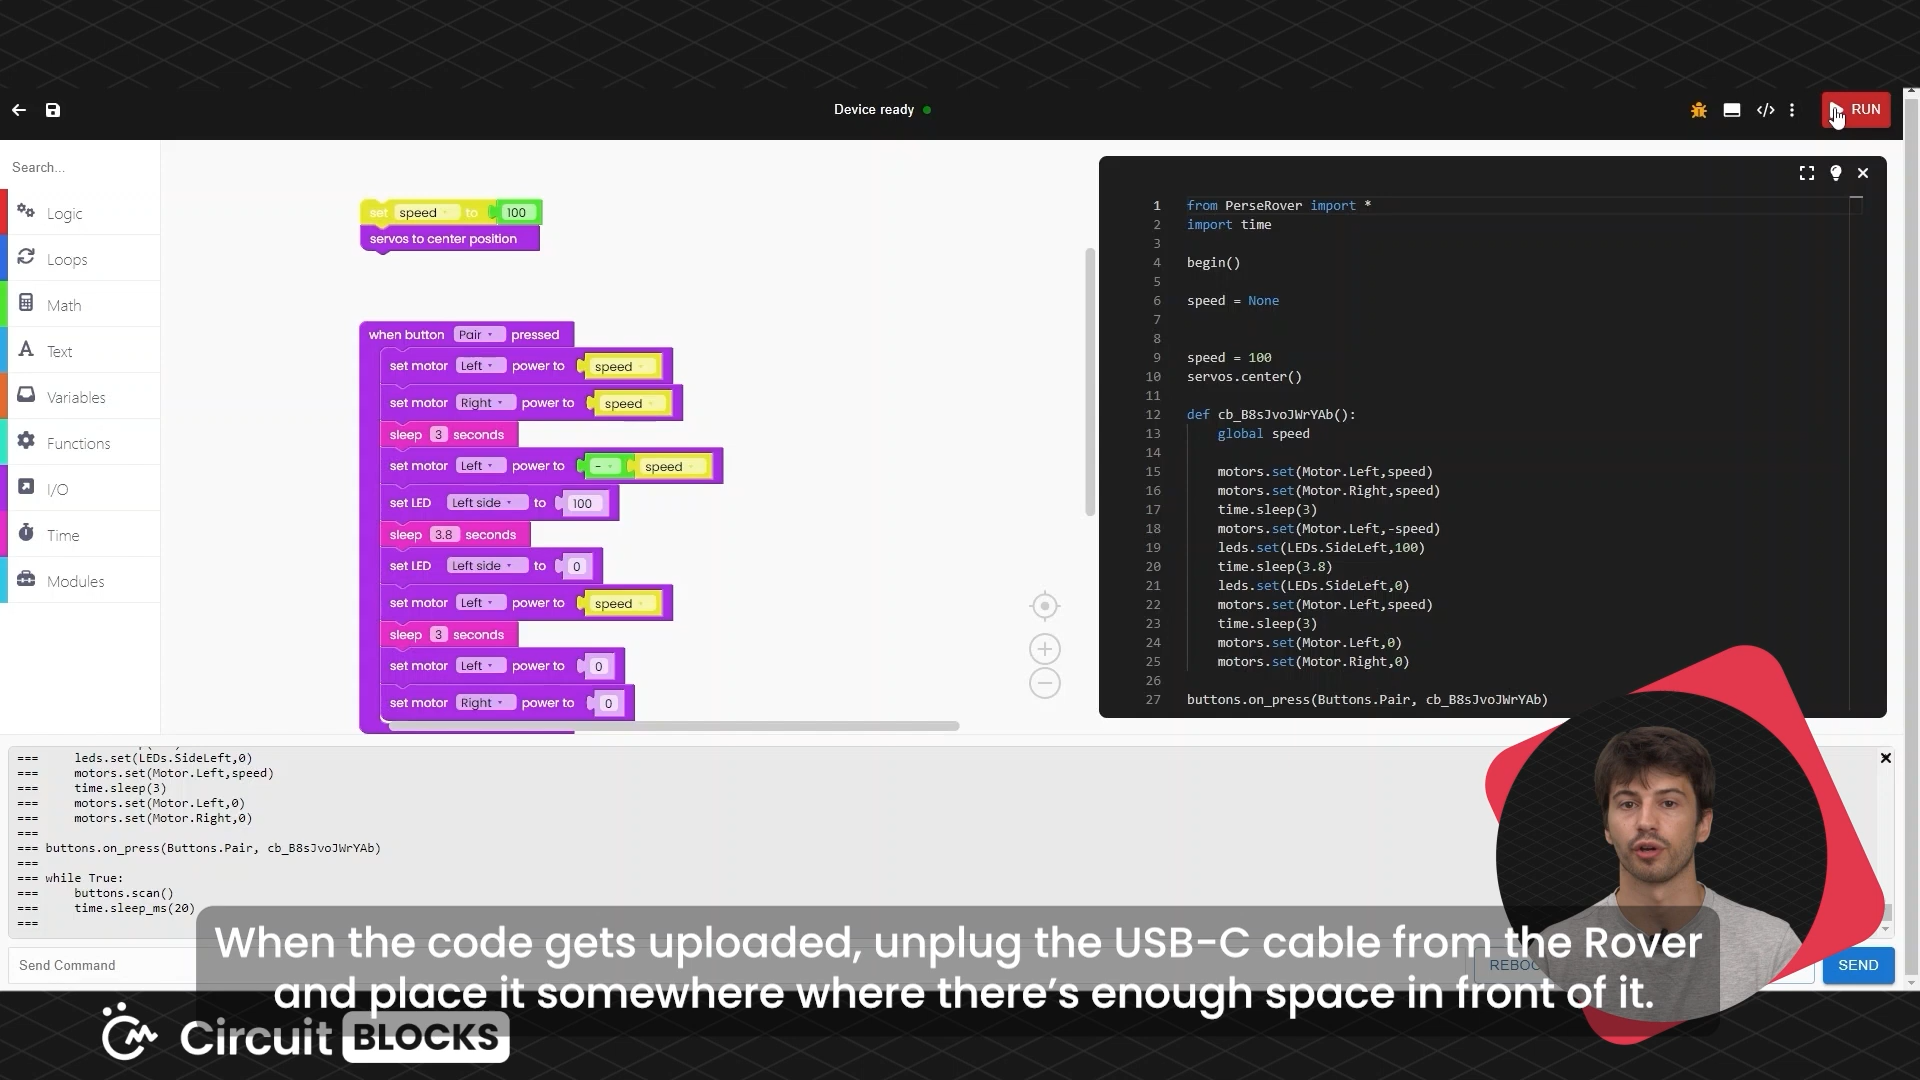 Device ready
RUN
Search...
Logic
Loops
Math
Text
Variables
Functions
I/O
Time
Modules
set speed to 100
servos to center position
when button Pair pressed
set motor Left power to speed
set motor Right power to speed
sleep 3 seconds
set motor Left power to - speed
set LED Left side to 100
sleep 3.8 seconds
set LED Left side to 0
set motor Left power to speed
sleep 3 seconds
set motor Left power to 0
set motor Right power to 0
1 from PerseRover import *
2 import time
3
4 begin()
5
6 speed = None
7
8
9 speed = 100
10 servos.center()
11
12 def cb_B8sJvoJWrYAb():
13 global speed
14
15 motors.set(Motor.Left,speed)
16 motors.set(Motor.Right,speed)
17 time.sleep(3)
18 motors.set(Motor.Left,-speed)
19 leds.set(LEDs.SideLeft,100)
20 time.sleep(3.8)
21 leds.set(LEDs.SideLeft,0)
22 motors.set(Motor.Left,speed)
23 time.sleep(3)
24 motors.set(Motor.Left,0)
25 motors.set(Motor.Right,0)
26
27 buttons.on_press(Buttons.Pair, cb_B8sJvoJWrYAb)
=== leds.set(LEDs.SideLeft,0)
=== motors.set(Motor.Left,speed)
=== time.sleep(3)
=== motors.set(Motor.Left,0)
=== motors.set(Motor.Right,0)
===
=== buttons.on_press(Buttons.Pair, cb_B8sJvoJWrYAb)
===
=== while True:
=== buttons.scan()
=== time.sleep_ms(20)
===
Send Command
SEND
When the code gets uploaded, unplug the USB-C cable from the Rover
and place it somewhere where there's enough space in front of it.
Circuit BLOCKS